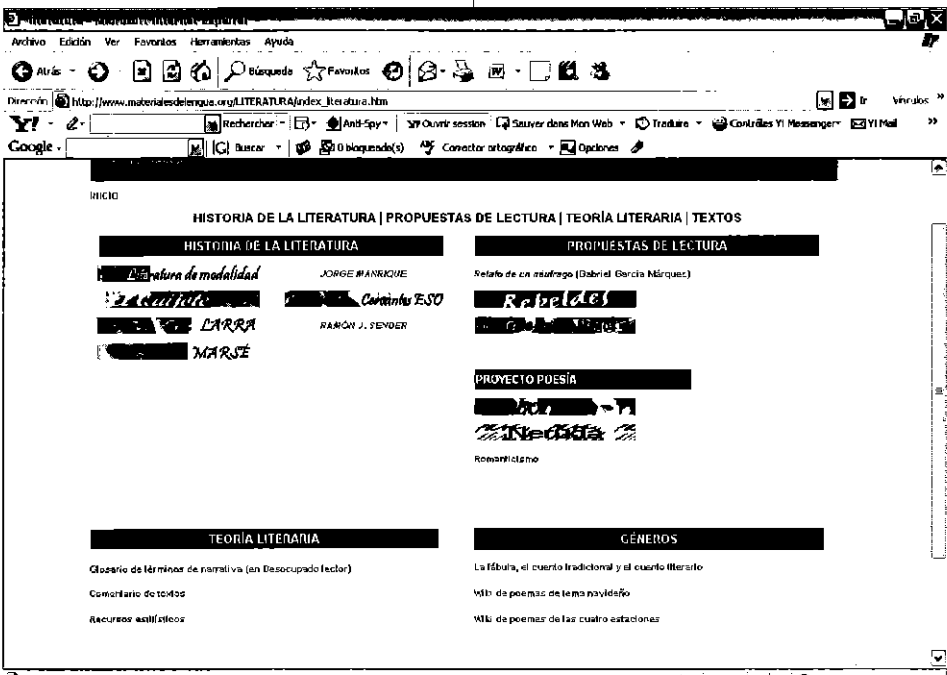 Microsoft Internet Explorer
Archivo Edición Ver Favoritos Herramientas Ayuda
Atrás Búsqueda Favoritos
Dirección http://www.materialesdelengua.org/LITERATURA/index_literatura.htm Ir Vínculos »
Y! Rechercher Anti-Spy Ouvrir session Sauver dans Mon Web Traduire Contrôles Y! Messenger Y! Mail »
Google Buscar 0 bloqueado(s) Corrector ortográfico Opciones
INICIO
HISTORIA DE LA LITERATURA | PROPUESTAS DE LECTURA | TEORÍA LITERARIA | TEXTOS
HISTORIA DE LA LITERATURA
Literatura de modalidad JORGE MANRIQUE
Cervantes ESO
LARRA RAMÓN J. SENDER
MARSÉ
PROPUESTAS DE LECTURA
Relato de un náufrago (Gabriel García Márquez)
Rebeldes
PROYECTO POESÍA
Neruda
Romanticismo
TEORÍA LITERARIA
Glosario de términos de narrativa (en Desocupado lector)
Comentario de textos
Recursos estilísticos
GÉNEROS
La fábula, el cuento tradicional y el cuento literario
Wiki de poemas de tema navideño
Wiki de poemas de las cuatro estaciones